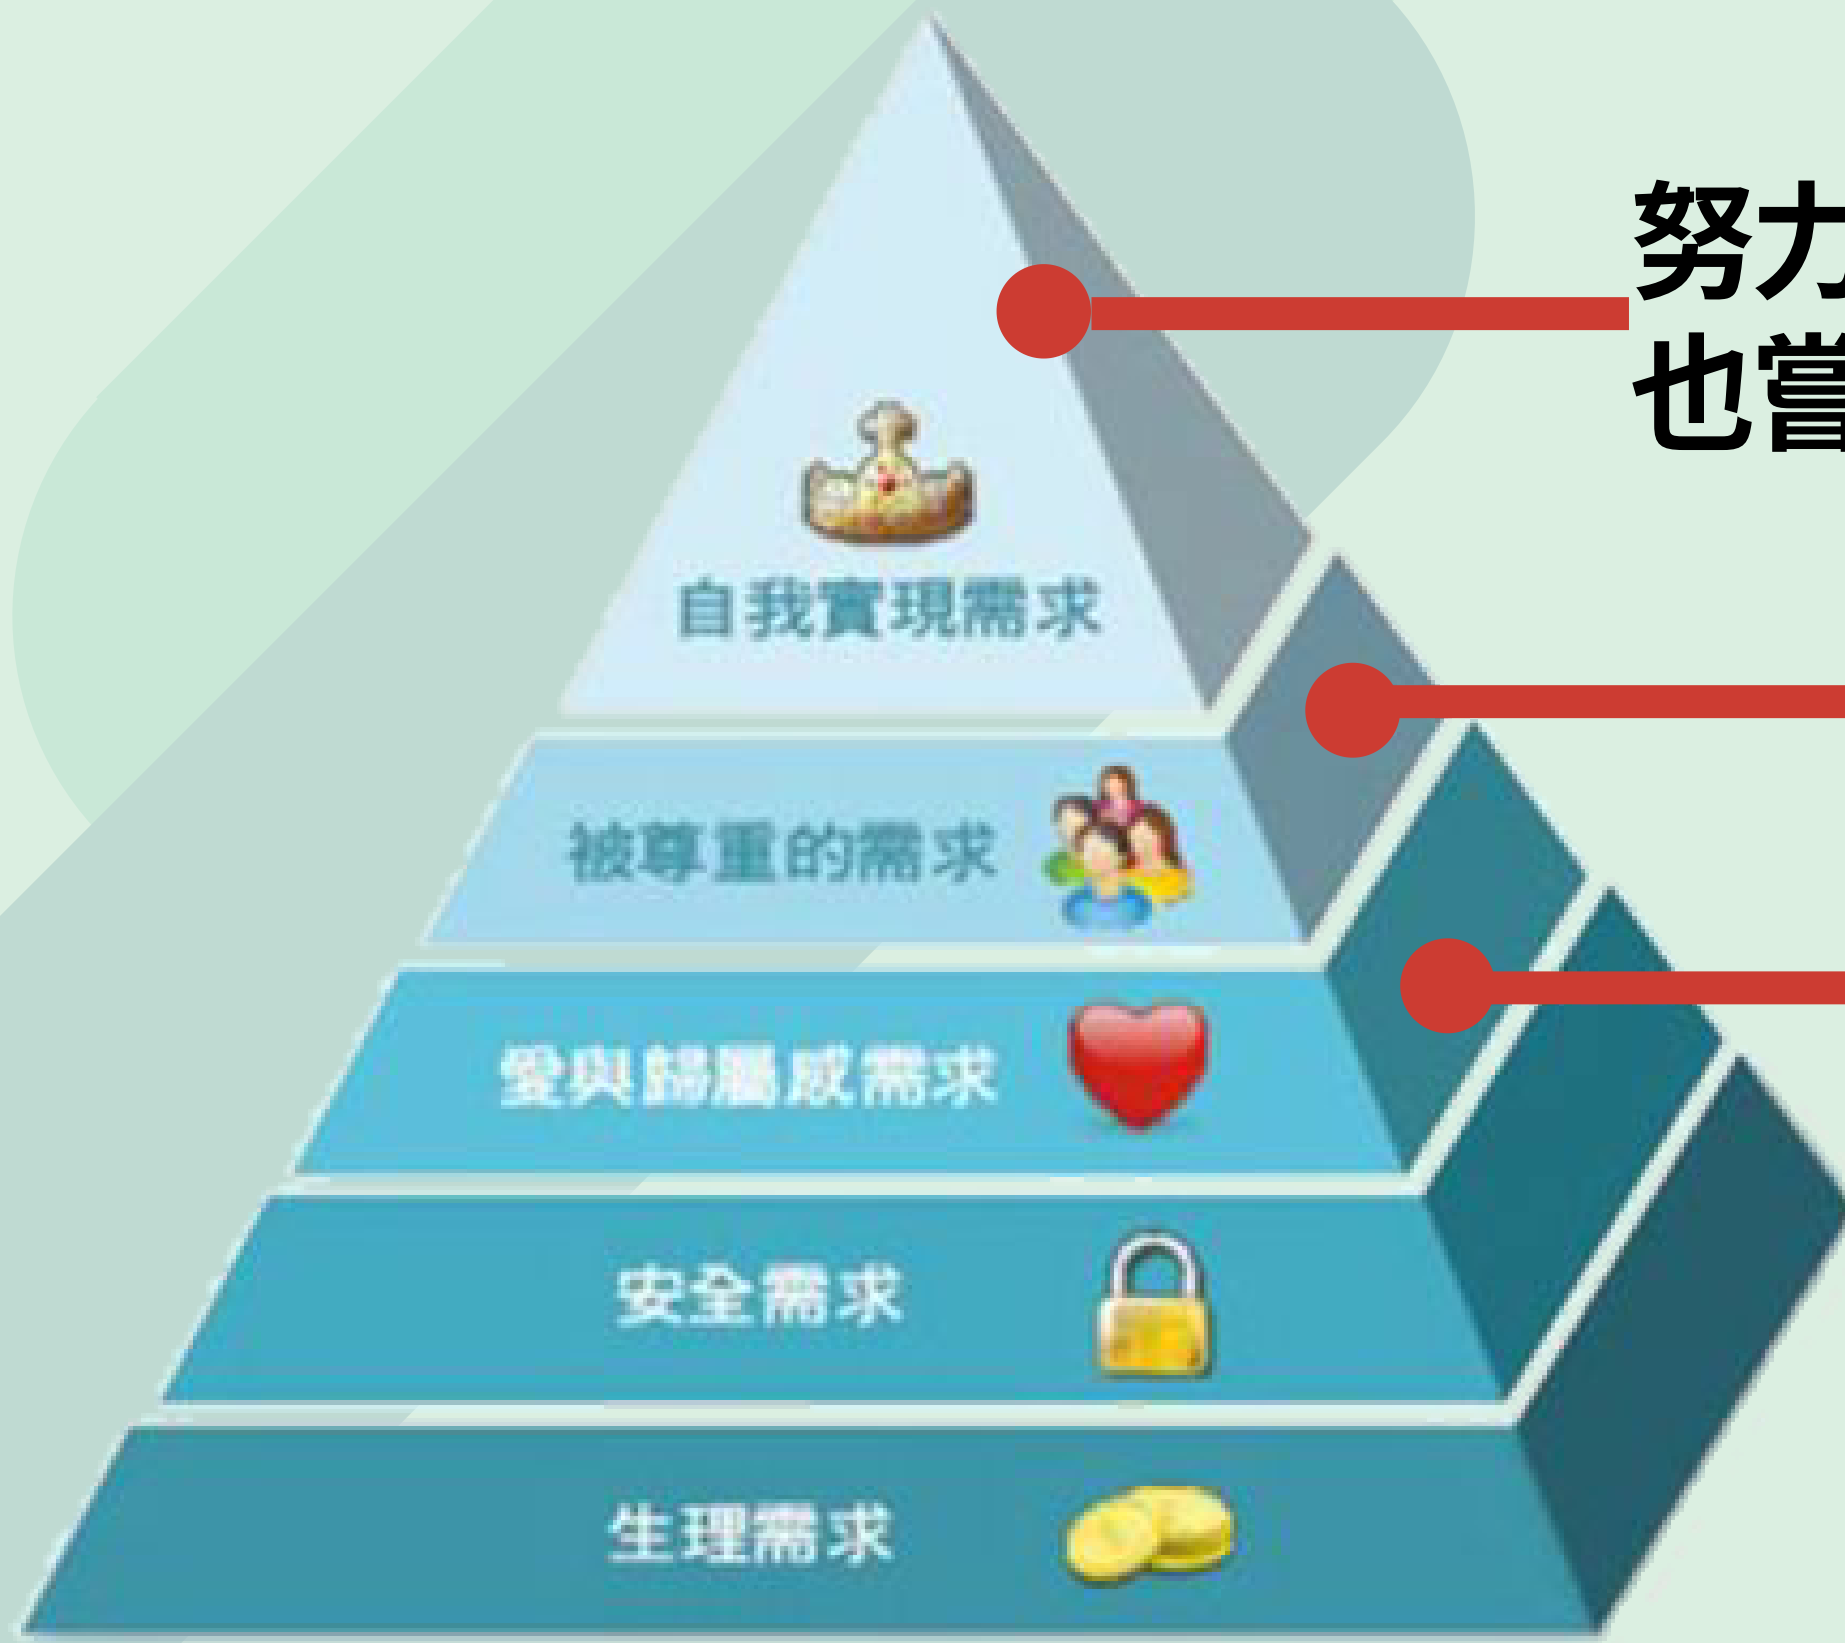 努力
也嘗
自我實現需求
被尊重的需求
愛與歸屬感需求
安全需求
生理需求